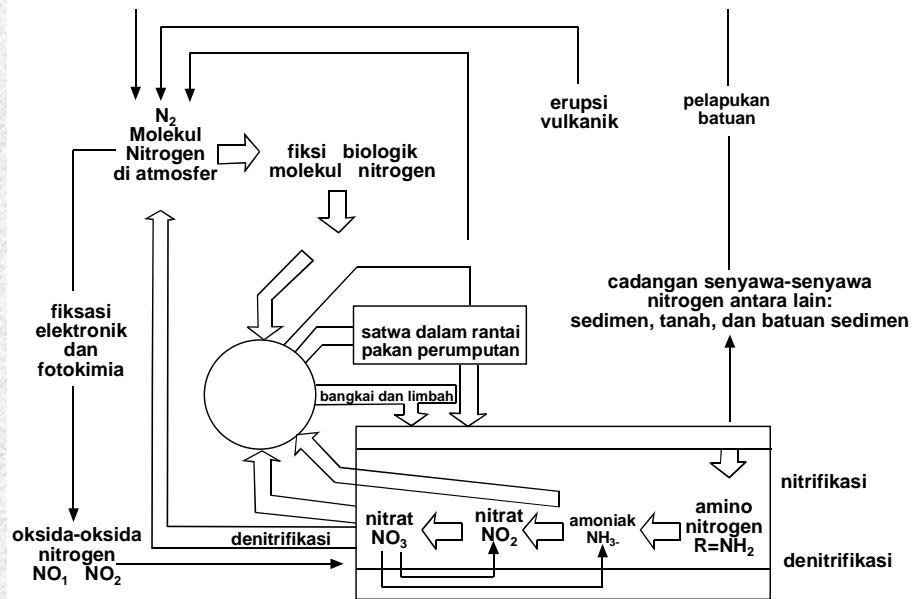 N₂
Molekul
Nitrogen
di atmosfer
fiksi biologik
molekul nitrogen
erupsi
vulkanik
pelapukan
batuan
fiksasi
elektronik
dan
fotokimia
satwa dalam rantai
pakan perumputan
cadangan senyawa-senyawa
nitrogen antara lain:
sedimen, tanah, dan batuan sedimen
bangkai dan limbah
nitrifikasi
oksida-oksida
nitrogen
NO₁ NO₂
denitrifikasi
nitrat
NO₃
nitrat
NO₂
amoniak
NH₃-
amino
nitrogen
R=NH₂
denitrifikasi